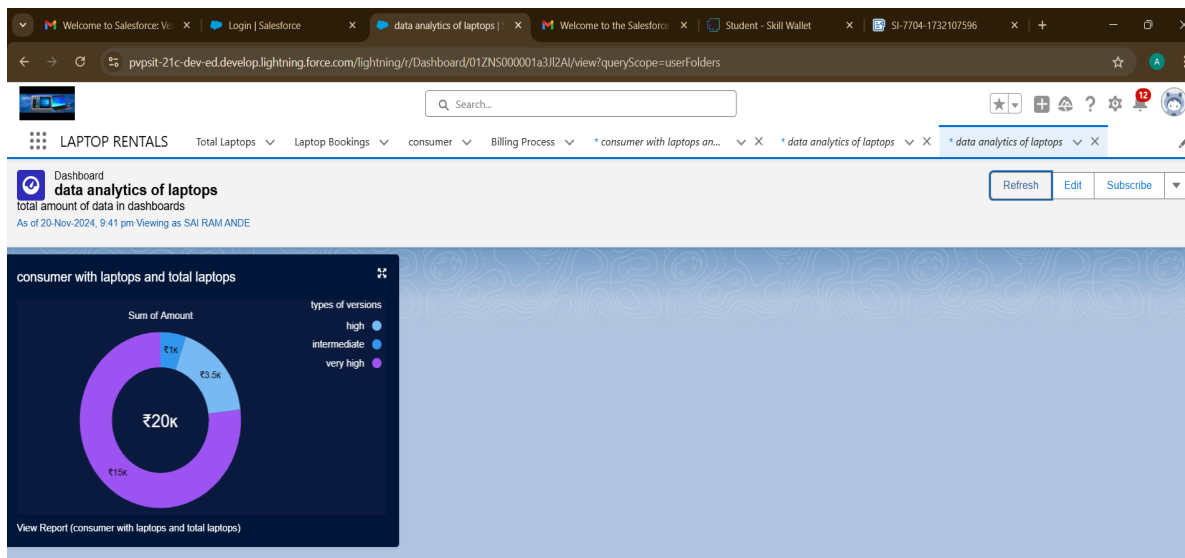 Welcome to Salesforce: Ve
Login | Salesforce
data analytics of laptops | S
Welcome to the Salesforce
Student - Skill Wallet
SI-7704-1732107596
pvpsit-21c-dev-ed.develop.lightning.force.com/lightning/r/Dashboard/01ZNS000001a3Jl2AI/view?queryScope=userFolders
A
Search...
12
LAPTOP RENTALS
Total Laptops
Laptop Bookings
consumer
Billing Process
* consumer with laptops an...
* data analytics of laptops
* data analytics of laptops
Dashboard
data analytics of laptops
total amount of data in dashboards
As of 20-Nov-2024, 9:41 pm·Viewing as SAI RAM ANDE
Refresh
Edit
Subscribe
consumer with laptops and total laptops
Sum of Amount
types of versions
high
intermediate
very high
₹1K
₹3.5K
₹20K
₹15K
View Report (consumer with laptops and total laptops)